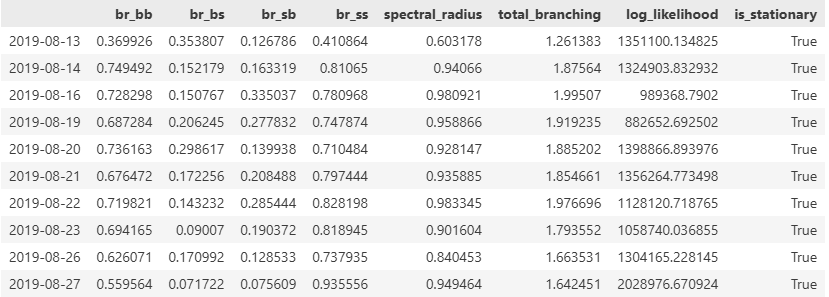 br_bb br_bs br_sb br_ss spectral_radius total_branching log_likelihood is_stationary
2019-08-13 0.369926 0.353807 0.126786 0.410864 0.603178 1.261383 1351100.134825 True
2019-08-14 0.749492 0.152179 0.163319 0.81065 0.94066 1.87564 1324903.832932 True
2019-08-16 0.728298 0.150767 0.335037 0.780968 0.980921 1.99507 989368.7902 True
2019-08-19 0.687284 0.206245 0.277832 0.747874 0.958866 1.919235 882652.692502 True
2019-08-20 0.736163 0.298617 0.139938 0.710484 0.928147 1.885202 1398866.893976 True
2019-08-21 0.676472 0.172256 0.208488 0.797444 0.935885 1.854661 1356264.773498 True
2019-08-22 0.719821 0.143232 0.285444 0.828198 0.983345 1.976696 1128120.718765 True
2019-08-23 0.694165 0.09007 0.190372 0.818945 0.901604 1.793552 1058740.036855 True
2019-08-26 0.626071 0.170992 0.128533 0.737935 0.840453 1.663531 1304165.228145 True
2019-08-27 0.559564 0.071722 0.075609 0.935556 0.949464 1.642451 2028976.670924 True